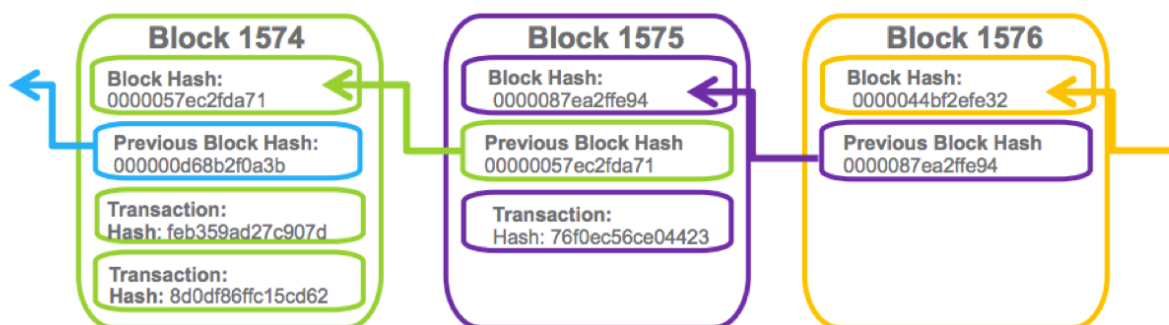 Block 1574
Block Hash:
0000057ec2fda71
Previous Block Hash:
000000d68b2f0a3b
Transaction:
Hash: feb359ad27c907d
Transaction:
Hash: 8d0df86ffc15cd62
Block 1575
Block Hash:
0000087ea2ffe94
Previous Block Hash
00000057ec2fda71
Transaction:
Hash: 76f0ec56ce04423
Block 1576
Block Hash:
0000044bf2efe32
Previous Block Hash
0000087ea2ffe94